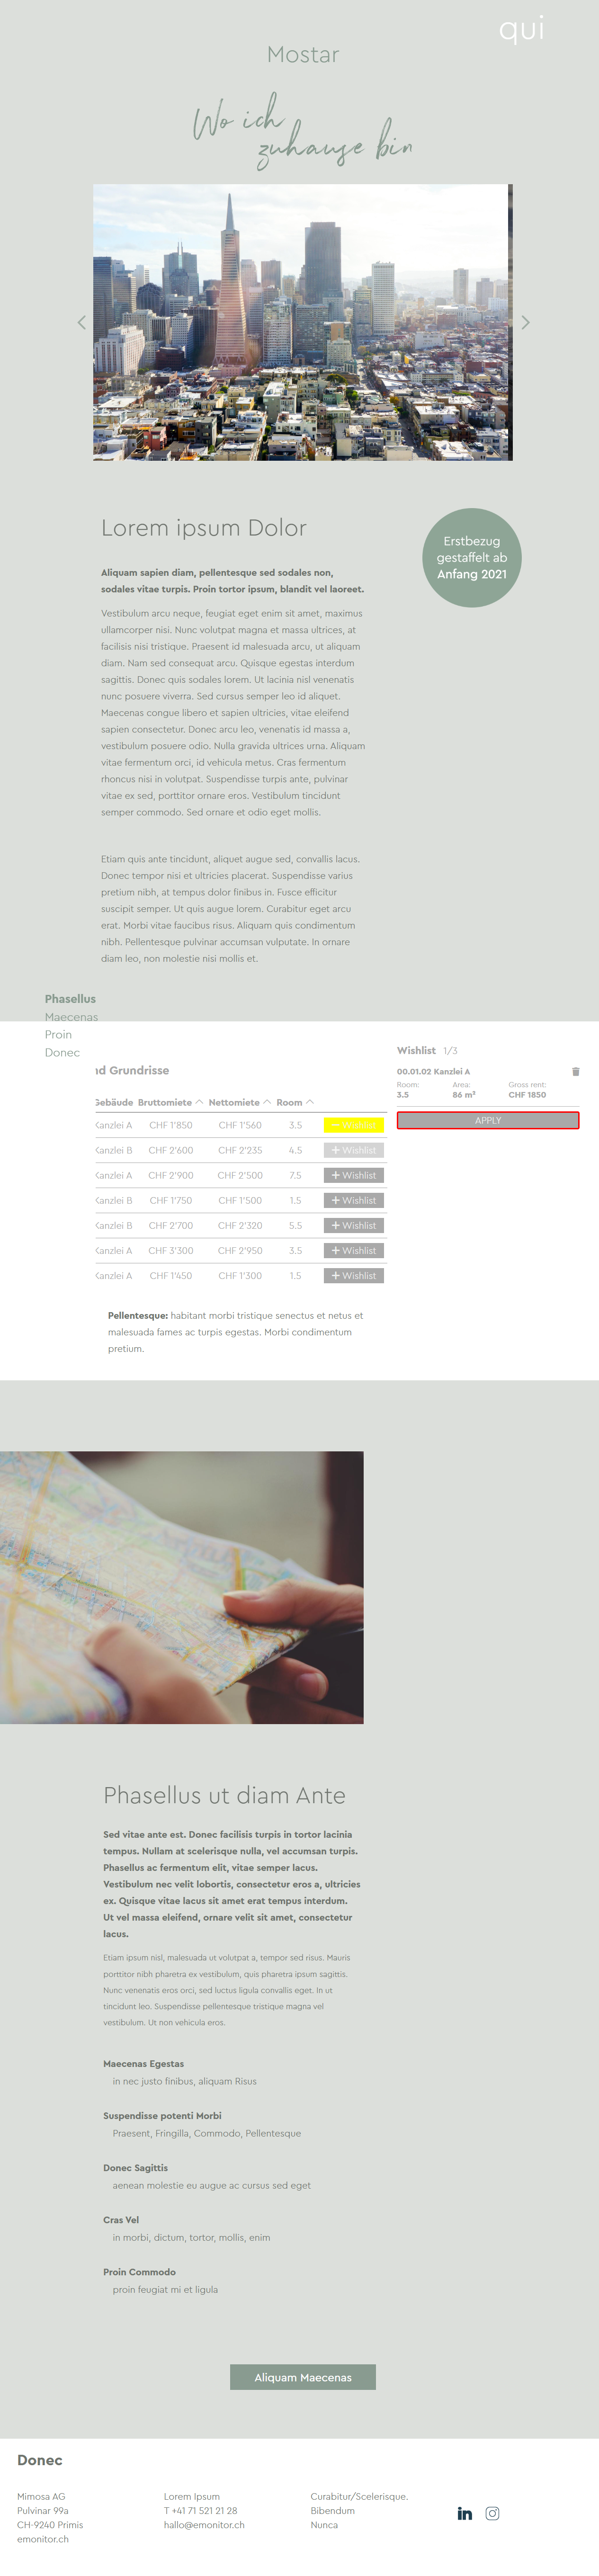 qui
Mostar
Wo ich
zuhause bin
Lorem ipsum Dolor
Erstbezug
gestaffelt ab
Anfang 2021
Aliquam sapien diam, pellentesque sed sodales non,
sodales vitae turpis. Proin tortor ipsum, blandit vel laoreet.
Vestibulum arcu neque, feugiat eget enim sit amet, maximus
ullamcorper nisi. Nunc volutpat magna et massa ultrices, at
facilisis nisi tristique. Praesent id malesuada arcu, ut aliquam
diam. Nam sed consequat arcu. Quisque egestas interdum
sagittis. Donec quis sodales lorem. Ut lacinia nisl venenatis
nunc posuere viverra. Sed cursus semper leo id aliquet.
Maecenas congue libero et sapien ultricies, vitae eleifend
sapien consectetur. Donec arcu leo, venenatis id massa a,
vestibulum posuere odio. Nulla gravida ultrices urna. Aliquam
vitae fermentum orci, id vehicula metus. Cras fermentum
rhoncus nisi in volutpat. Suspendisse turpis ante, pulvinar
vitae ex sed, porttitor ornare eros. Vestibulum tincidunt
semper commodo. Sed ornare et odio eget mollis.
Etiam quis ante tincidunt, aliquet augue sed, convallis lacus.
Donec tempor nisi et ultricies placerat. Suspendisse varius
pretium nibh, at tempus dolor finibus in. Fusce efficitur
suscipit semper. Ut quis augue lorem. Curabitur eget arcu
erat. Morbi vitae faucibus risus. Aliquam quis condimentum
nibh. Pellentesque pulvinar accumsan vulputate. In ornare
diam leo, non molestie nisi mollis et.
Phasellus
Maecenas
Proin
Donec
nd Grundrisse
Gebäude Bruttomiete Nettomiete Room
Kanzlei A CHF 1'850 CHF 1'560 3.5 + Wishlist
Kanzlei B CHF 2'600 CHF 2'235 4.5 + Wishlist
Kanzlei A CHF 2'900 CHF 2'500 7.5 + Wishlist
Kanzlei B CHF 1'750 CHF 1'500 1.5 + Wishlist
Kanzlei B CHF 2'700 CHF 2'320 5.5 + Wishlist
Kanzlei A CHF 3'300 CHF 2'950 3.5 + Wishlist
Kanzlei A CHF 1'450 CHF 1'300 1.5 + Wishlist
Wishlist 1/3
00.01.02 Kanzlei A
Room: Area: Gross rent:
3.5 86 m² CHF 1850
APPLY
Pellentesque: habitant morbi tristique senectus et netus et
malesuada fames ac turpis egestas. Morbi condimentum
pretium.
Phasellus ut diam Ante
Sed vitae ante est. Donec facilisis turpis in tortor lacinia
tempus. Nullam at scelerisque nulla, vel accumsan turpis.
Phasellus ac fermentum elit, vitae semper lacus.
Vestibulum nec velit lobortis, consectetur eros a, ultricies
ex. Quisque vitae lacus sit amet erat tempus interdum.
Ut vel massa eleifend, ornare velit sit amet, consectetur
lacus.
Etiam ipsum nisl, malesuada ut volutpat a, tempor sed risus. Mauris
porttitor nibh pharetra ex vestibulum, quis pharetra ipsum sagittis.
Nunc venenatis eros orci, sed luctus ligula convallis eget. In ut
tincidunt leo. Suspendisse pellentesque tristique magna vel
vestibulum. Ut non vehicula eros.
Maecenas Egestas
in nec justo finibus, aliquam Risus
Suspendisse potenti Morbi
Praesent, Fringilla, Commodo, Pellentesque
Donec Sagittis
aenean molestie eu augue ac cursus sed eget
Cras Vel
in morbi, dictum, tortor, mollis, enim
Proin Commodo
proin feugiat mi et ligula
Aliquam Maecenas
Donec
Mimosa AG
Pulvinar 99a
CH-9240 Primis
emonitor.ch
Lorem Ipsum
T +41 71 521 21 28
hallo@emonitor.ch
Curabitur/Scelerisque.
Bibendum
Nunca
in